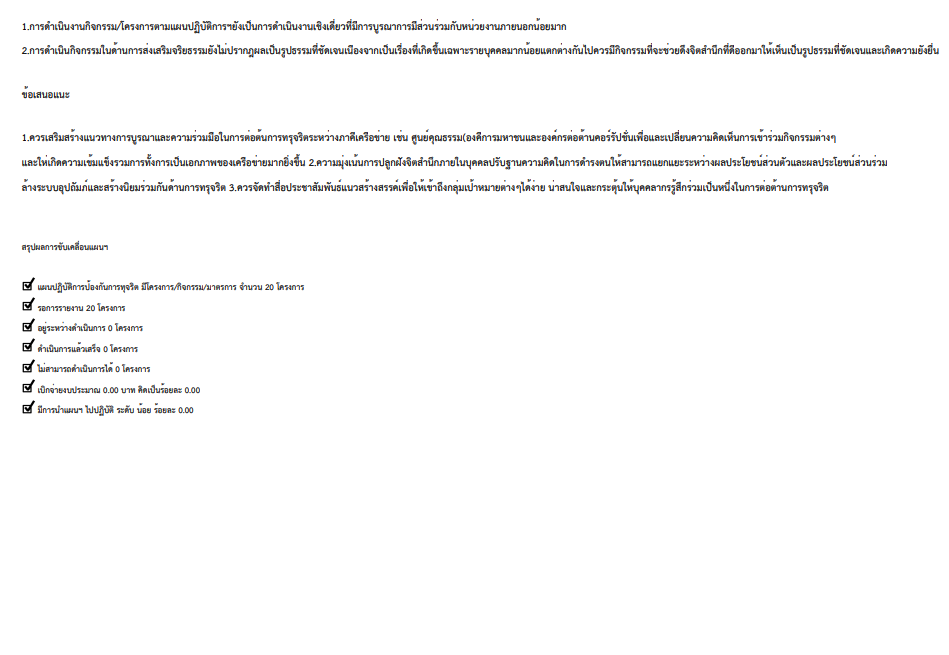 1.การดำเนินงานกิจกรรม/โครงการตามแผนปฏิบัติการฯยังเป็นการดำเนินงานเชิงเดี่ยวที่มีการบูรณาการมีส่วนร่วมกับหน่วยงานภายนอกน้อยมาก
2.การดำเนินกิจกรรมในด้านการส่งเสริมจริยธรรมยังไม่ปรากฎผลเป็นรูปธรรมที่ชัดเจนเนื่องจากเป็นเรื่องที่เกิดขึ้นเฉพาะรายบุคคลมากน้อยแตกต่างกันไปควรมีกิจกรรมที่จะช่วยดึงจิตสำนึกที่ดีออกมาให้เห็นเป็นรูปธรรมที่ชัดเจนและเกิดความยั่งยืน
ข้อเสนอแนะ
1.ควรเสริมสร้างแนวทางการบูรณาและความร่วมมือในการต่อต้นการทรุจริตระหว่างภาคีเครือข่าย เช่น ศูนย์คุณธรรม(องค์การมหาชนและองค์กรต่อต้านคอร์รัปชั่นเพื่อและเปลี่ยนความคิดเห็นการเข้าร่วมกิจกรรมต่างๆ
และให้เกิดความเข้มแข็งรวมการทั้งการเป็นเอกภาพของเครือข่ายมากยิ่งขึ้น 2.ความมุ่งเน้นการปลูกฝังจิตสำนึกภายในบุคคลปรับฐานความคิดในการดำรงตนให้สามารถแยกแยะระหว่างผลประโยชน์ส่วนตัวและผลประโยชน์ส่วนร่วม
ล้างระบบอุปถัมภ์และสร้างนิยมร่วมกันด้านการทรุจริต 3.ควรจัดทำสื่อประชาสัมพันธ์แนวสร้างสรรค์เพื่อให้เข้าถึงกลุ่มเป้าหมายต่างๆได้ง่าย น่าสนใจและกระตุ้นให้บุคลากรรู้สึกร่วมเป็นหนึ่งในการต่อต้านการทรุจริต
สรุปผลการขับเคลื่อนแผนฯ
แผนปฏิบัติการป้องกันการทุจริต มีโครงการ/กิจกรรม/มาตรการ จำนวน 20 โครงการ
รอการรายงาน 20 โครงการ
อยู่ระหว่างดำเนินการ 0 โครงการ
ดำเนินการแล้วเสร็จ 0 โครงการ
ไม่สามารถดำเนินการได้ 0 โครงการ
เบิกจ่ายงบประมาณ 0.00 บาท คิดเป็นร้อยละ 0.00
มีการนำแผนฯ ไปปฏิบัติ ระดับ น้อย ร้อยละ 0.00